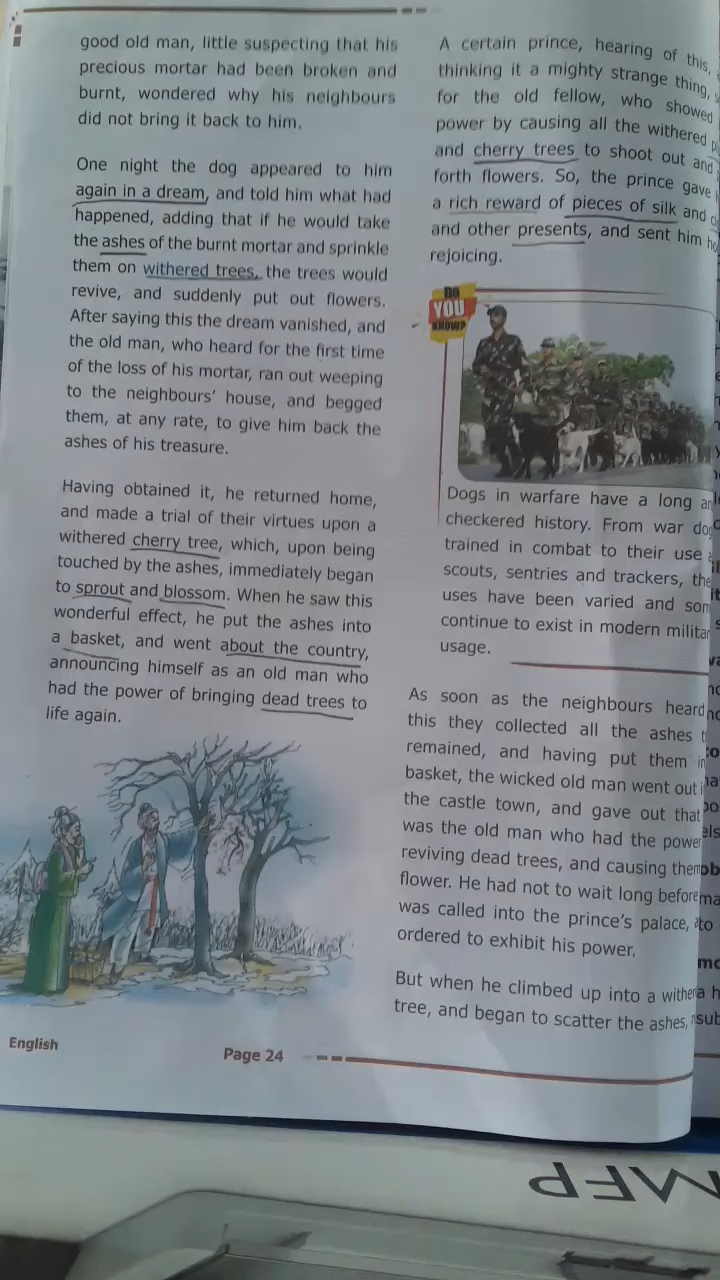 good old man, little suspecting that his
precious mortar had been broken and
burnt, wondered why his neighbours
did not bring it back to him.
One night the dog appeared to him
again in a dream, and told him what had
happened, adding that if he would take
the ashes of the burnt mortar and sprinkle
them on withered trees, the trees would
revive, and suddenly put out flowers.
After saying this the dream vanished, and
the old man, who heard for the first time
of the loss of his mortar, ran out weeping
to the neighbours' house, and begged
them, at any rate, to give him back the
ashes of his treasure.
Having obtained it, he returned home,
and made a trial of their virtues upon a
withered cherry tree, which, upon being
touched by the ashes, immediately began
to sprout and blossom. When he saw this
wonderful effect, he put the ashes into
a basket, and went about the country,
announcing himself as an old man who
had the power of bringing dead trees to
life again.
A certain prince, hearing of this,
thinking it a mighty strange thing,
for the old fellow, who showed
power by causing all the withered
and cherry trees to shoot out and
forth flowers. So, the prince gave
a rich reward of pieces of silk and
and other presents, and sent him
rejoicing.
DO
YOU
KNOW?
Dogs in warfare have a long
checkered history. From war
trained in combat to their use
scouts, sentries and trackers,
uses have been varied and
continue to exist in modern
usage.
As soon as the neighbours heard
this they collected all the ashes
remained, and having put them
basket, the wicked old man went out
the castle town, and gave out that
was the old man who had the power
reviving dead trees, and causing them
flower. He had not to wait long before
was called into the prince's palace,
ordered to exhibit his power.
But when he climbed up into a
tree, and began to scatter the ashes,
English
Page 24
MFP